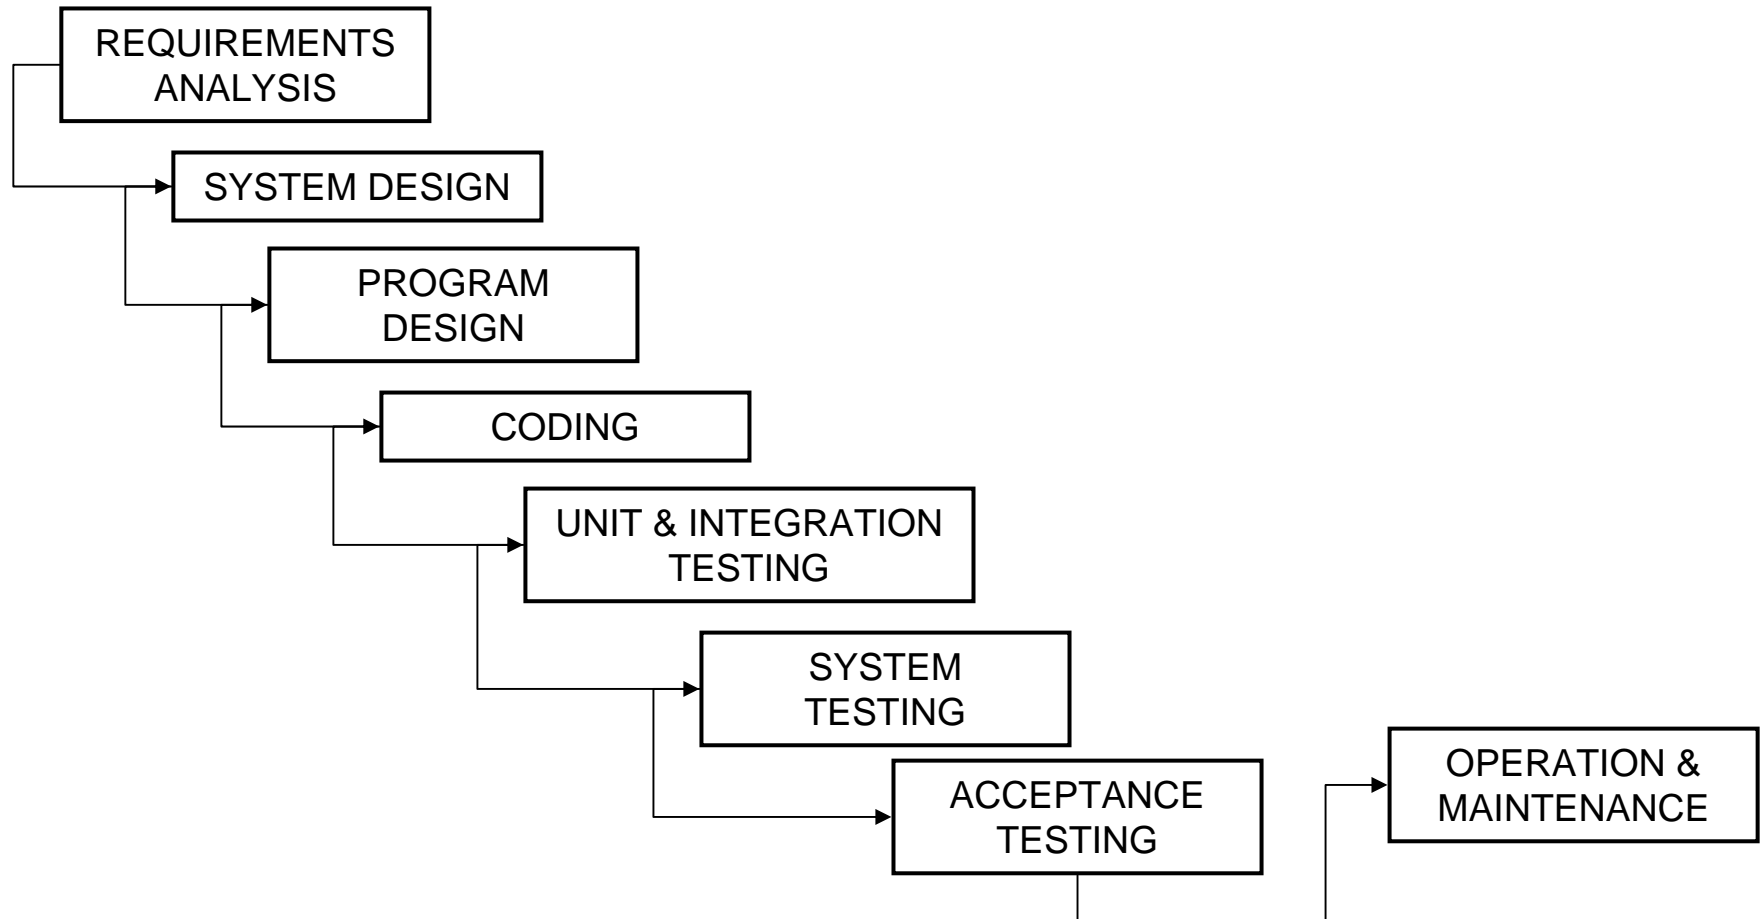 REQUIREMENTS
ANALYSIS
SYSTEM DESIGN
PROGRAM
DESIGN
CODING
UNIT & INTEGRATION
TESTING
SYSTEM
TESTING
ACCEPTANCE
TESTING
OPERATION &
MAINTENANCE